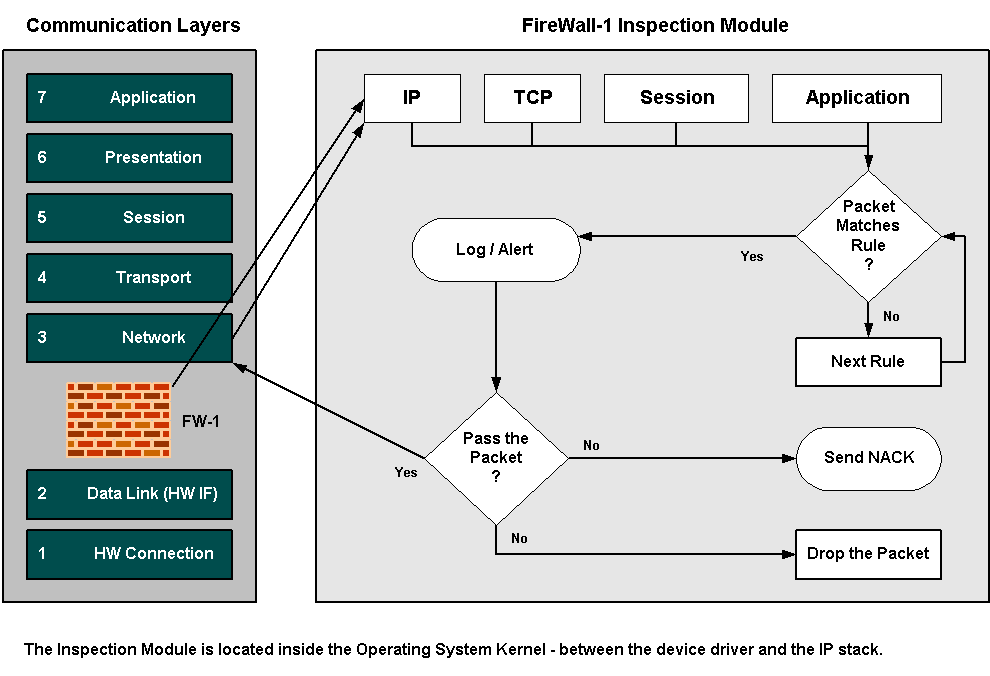 Communication Layers
FireWall-1 Inspection Module
7 Application
6 Presentation
5 Session
4 Transport
3 Network
FW-1
2 Data Link (HW IF)
1 HW Connection
IP
TCP
Session
Application
Packet
Matches
Rule
?
Yes
No
Next Rule
Log / Alert
Pass the
Packet
?
Yes
No
Send NACK
No
Drop the Packet
The Inspection Module is located inside the Operating System Kernel - between the device driver and the IP stack.